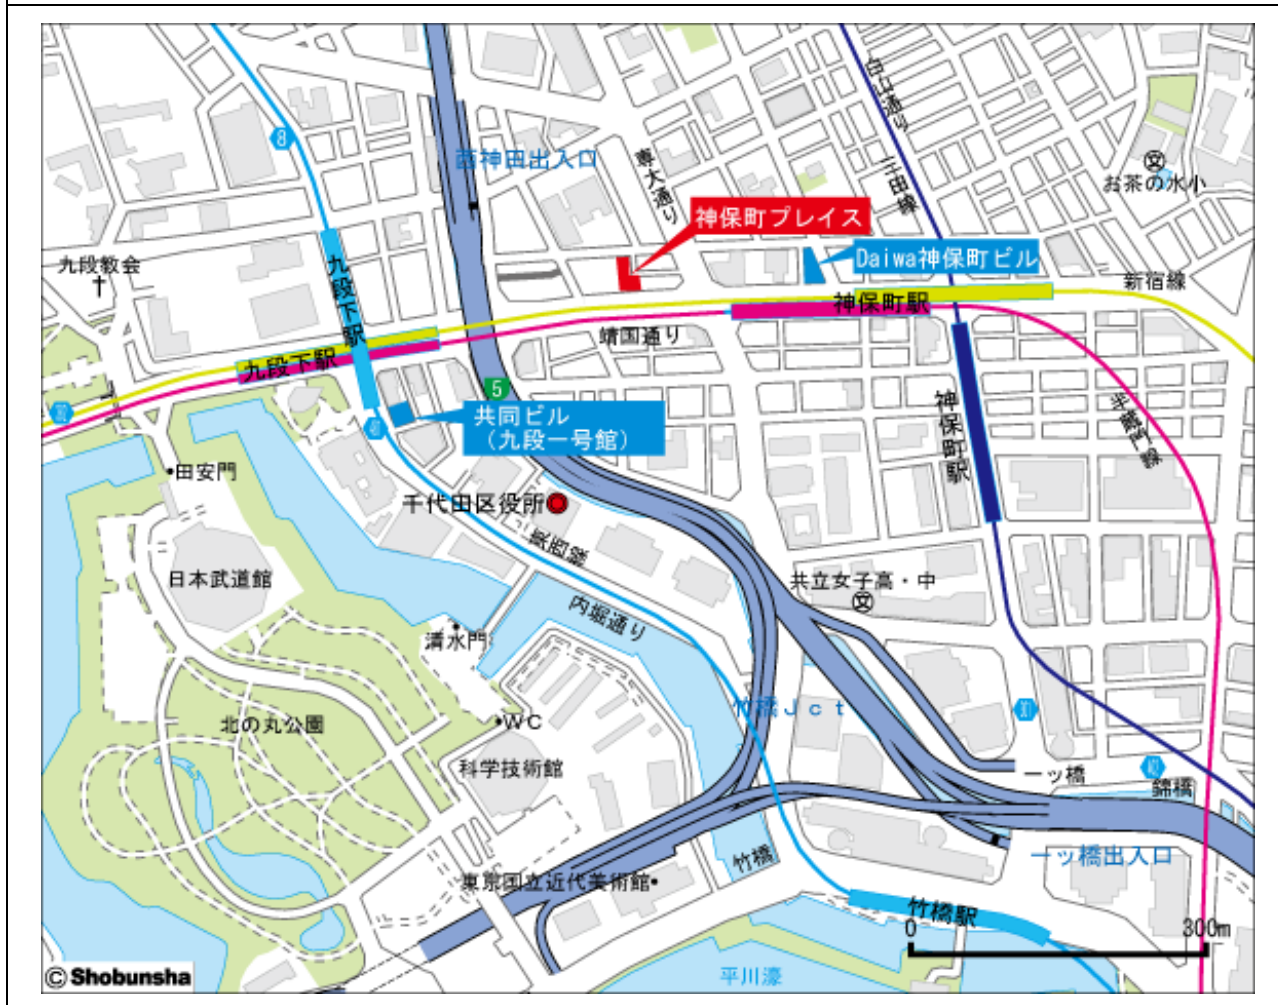 西神田出入口
専大通り
白山通り
三田線
お茶の水小
神保町プレイス
Daiwa神保町ビル
九段教会
九段下駅
新宿線
神保町駅
靖国通り
九段下駅
5
共同ビル
(九段一号館)
神保町駅
半蔵門線
田安門
千代田区役所
日本武道館
共立女子高・中
内堀通り
清水門
北の丸公園
WC
竹橋Jct
科学技術館
一ッ橋
錦橋
竹橋
一ッ橋出入口
東京国立近代美術館
竹橋駅
0
300m
平川濠
© Shobunsha